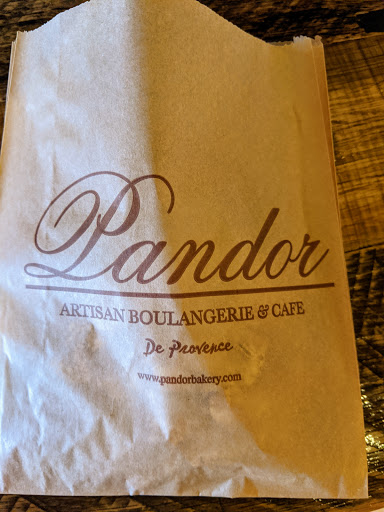 Pandor
ARTISAN BOULANGERIE & CAFE
De Provence
www.pandorbakery.com